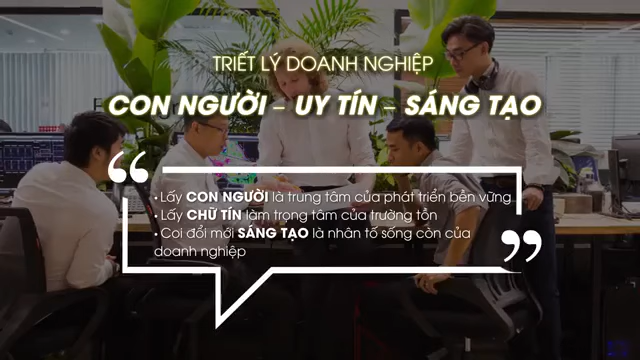 TRIẾT LÝ DOANH NGHIỆP
CON NGƯỜI – UY TÍN – SÁNG TẠO
• Lấy CON NGƯỜI là trung tâm của phát triển bền vững
• Lấy CHỮ TÍN làm trọng tâm của trường tồn
• Coi đổi mới SÁNG TẠO là nhân tố sống còn của
doanh nghiệp